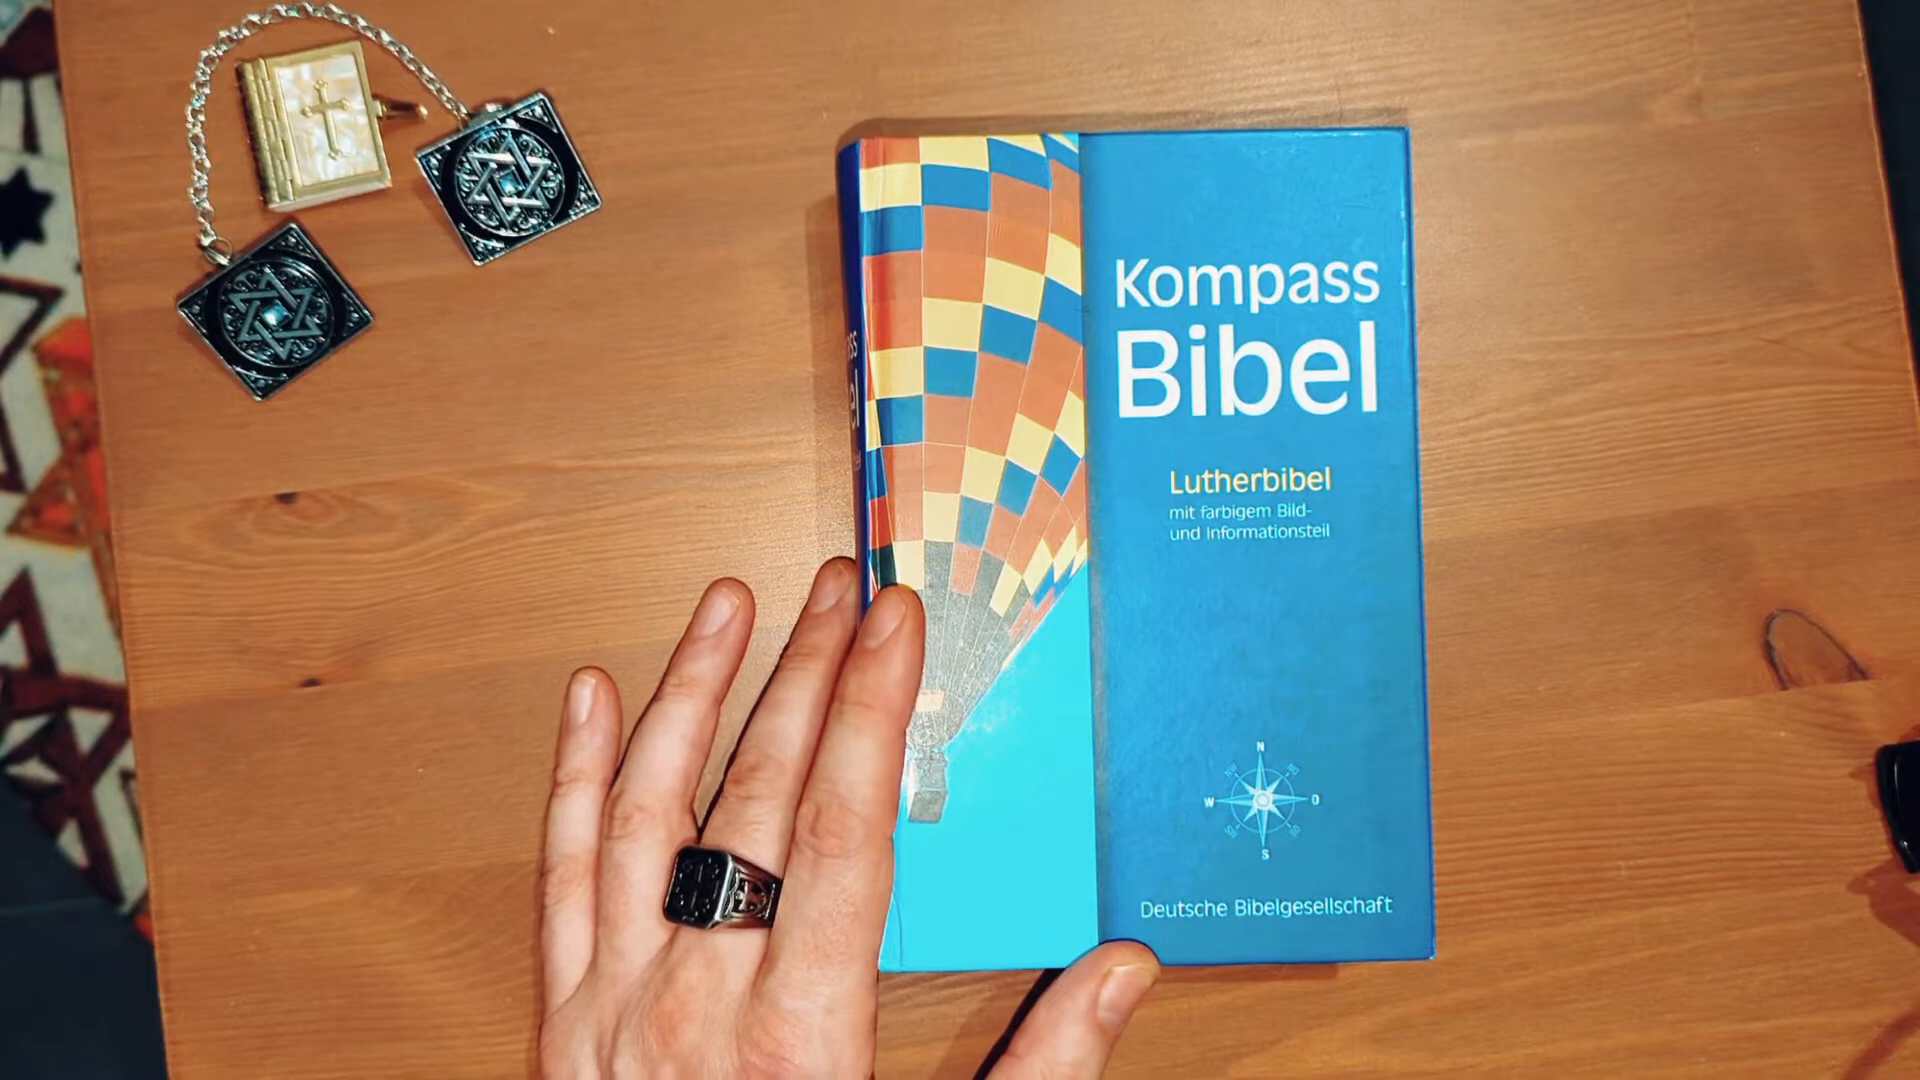 Kompass
Bibel
Lutherbibel
mit farbigem Bild-
und Informationsteil
N
W
O
S
Deutsche Bibelgesellschaft